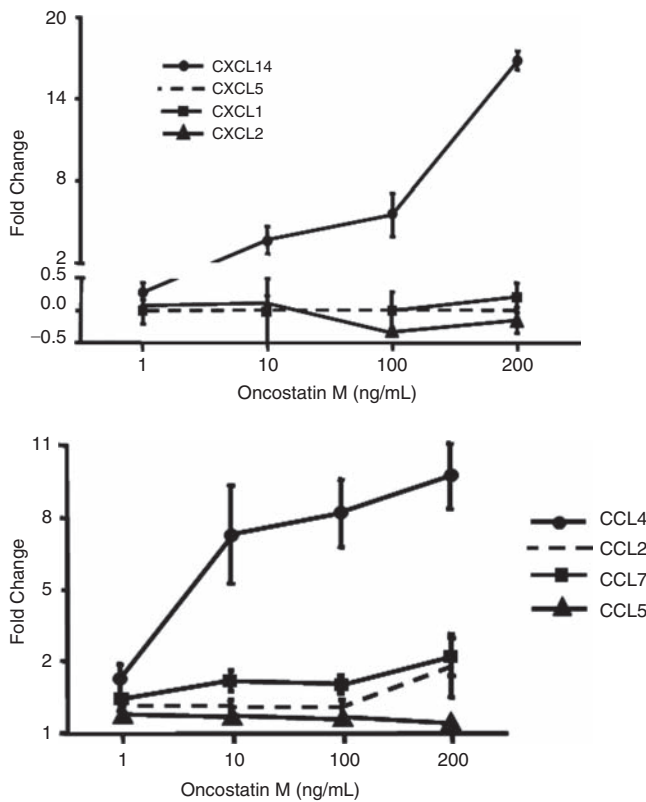 20
14
8
2
0.5
0.0
−0.5
Fold Change
CXCL14
CXCL5
CXCL1
CXCL2
1 10 100 200
Oncostatin M (ng/mL)
11
8
5
2
1
Fold Change
CCL4
CCL2
CCL7
CCL5
1 10 100 200
Oncostatin M (ng/mL)